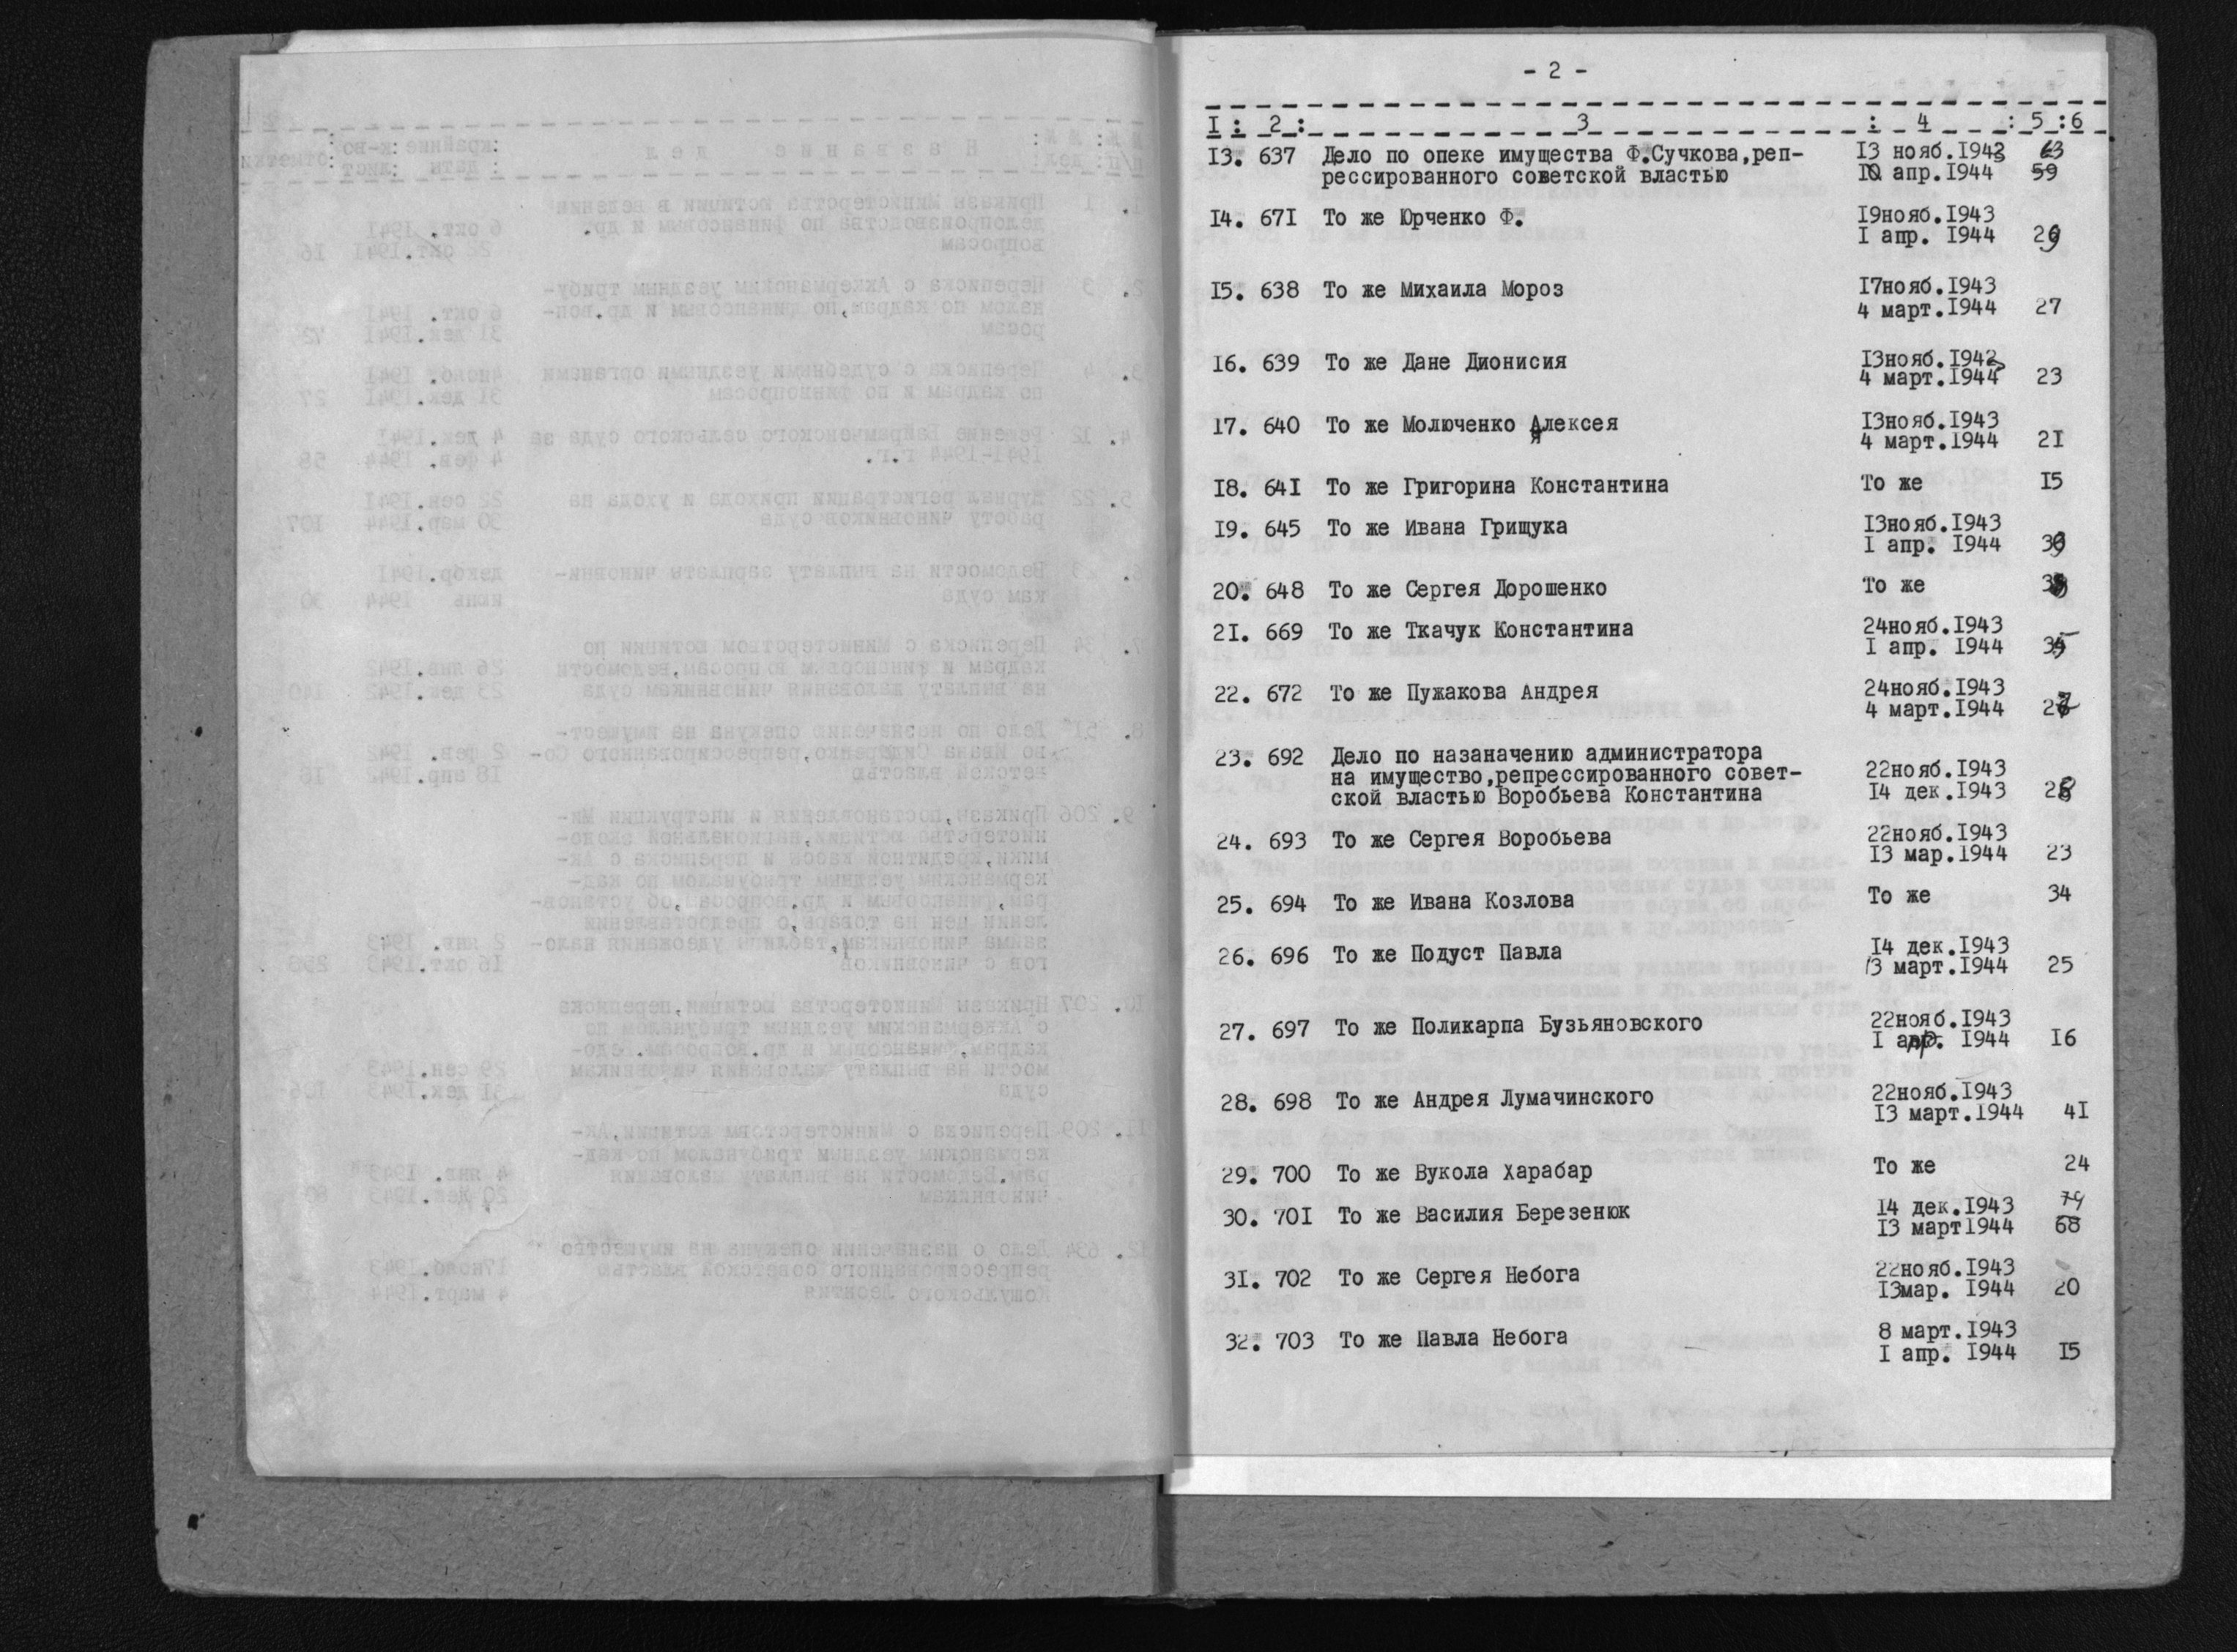 - 2 -
I : 2 : 3 : 4 : 5 : 6
I3. 637 Дело по опеке имущества Ф.Сучкова,реп- I3 нояб.1943 63
рессированного советской властью апр.I944 59
I4. 67I То же Юрченко Ф. I9нояб.I943
I апр. I944 29
I5. 638 То же Михаила Мороз I7нояб.I943
4 март.I944 27
I6. 639 То же Дане Дионисия I3нояб.I943
4 март.I944 23
I7. 640 То же Молюченко Алексея I3нояб.I943
4 март.I944 2I
I8. 64I То же Григорина Константина То же I5
I9. 645 То же Ивана Грищука I3нояб.I943
I апр. I944 39
20. 648 То же Сергея Дорошенко То же
2I. 669 То же Ткачук Константина 24нояб.I943
I апр. I944 35
22. 672 То же Пужакова Андрея 24нояб.I943
4 март.I944 27
23. 692 Дело по назаначению администратора
на имущество,репрессированного совет- 22нояб.I943
ской властью Воробьева Константина I4 дек.I943
24. 693 То же Сергея Воробьева 22нояб.I943
I3 мар.I944 23
25. 694 То же Ивана Козлова То же 34
26. 696 То же Подуст Павла I4 дек.I943
13 март.I944 25
27. 697 То же Поликарпа Бузьяновского 22нояб.I943
I апр. I944 I6
28. 698 То же Андрея Лумачинского 22нояб.I943
I3 март.I944 4I
29. 700 То же Вукола Харабар То же 24
30. 70I То же Василия Березенюк I4 дек.I943 79
I3 мартI944 68
3I. 702 То же Сергея Небога 22нояб.I943
I3мар. I944 20
32. 703 То же Павла Небога 8 март.I943
I апр. I944 I5